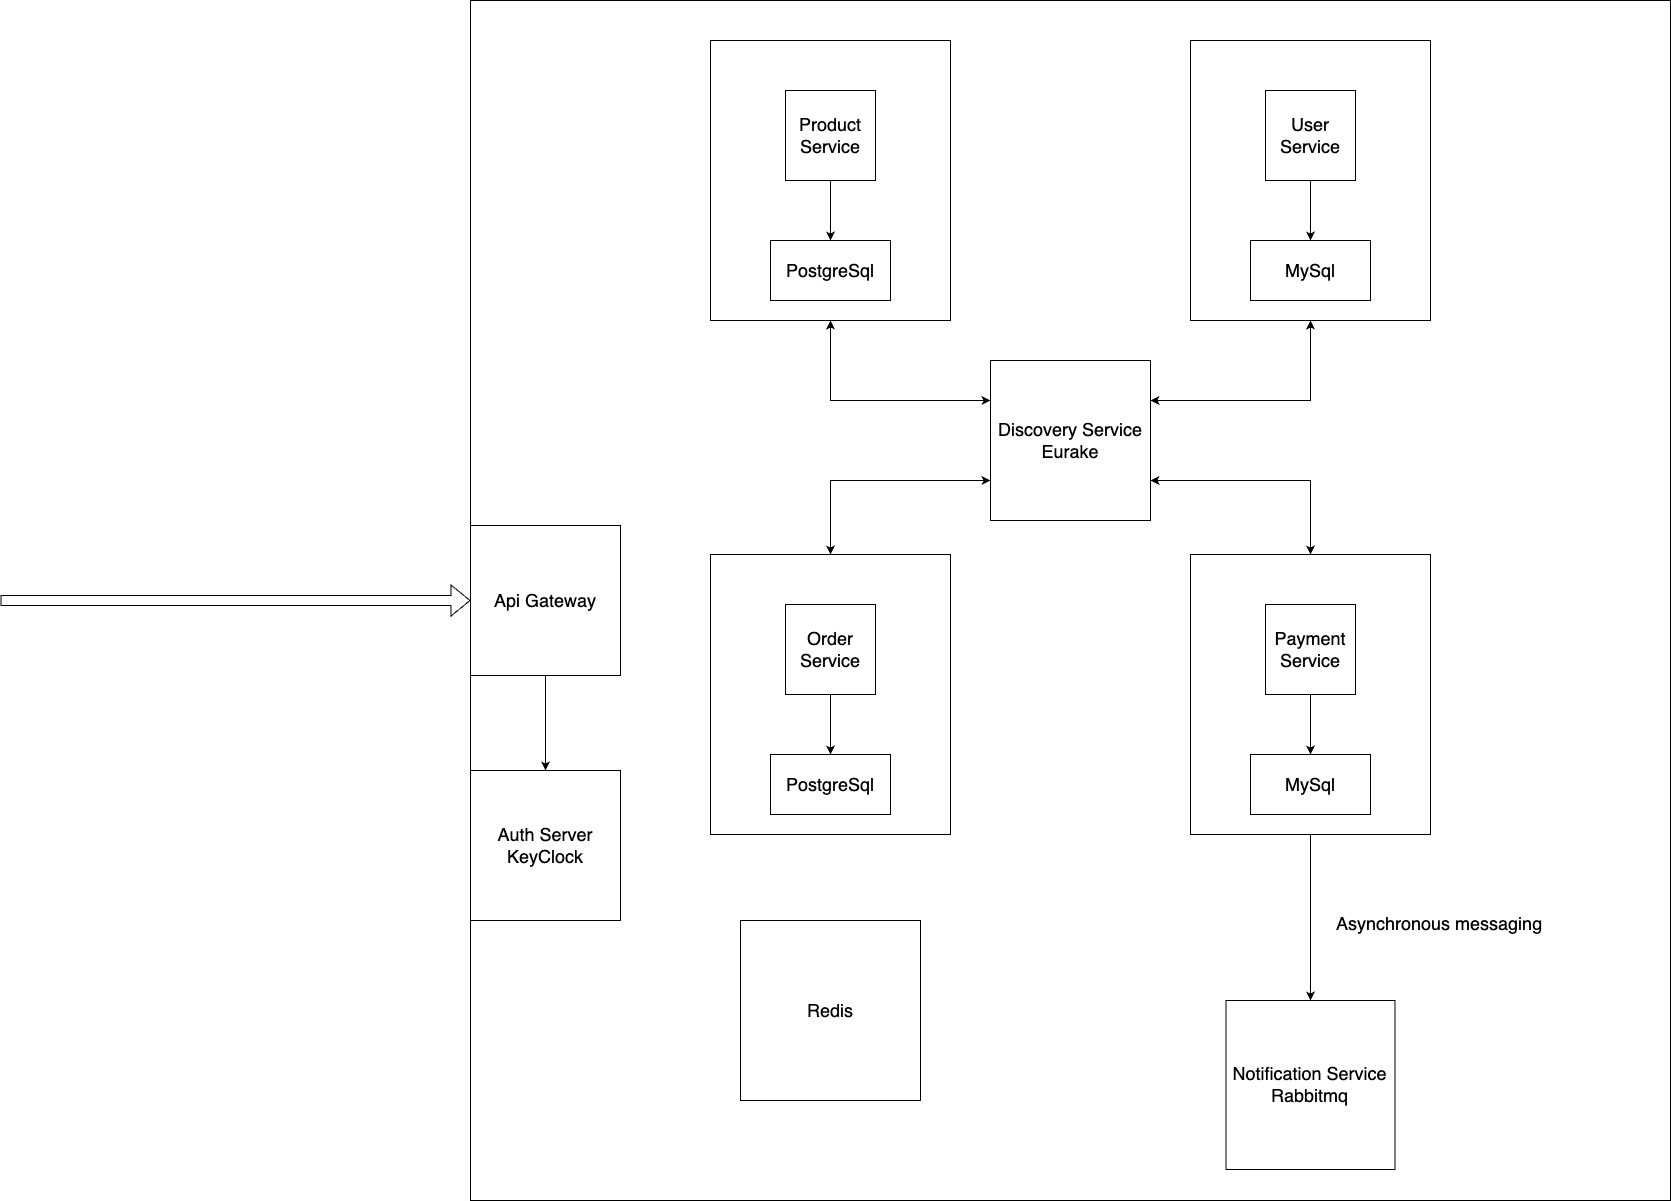 Product
Service
User
Service
PostgreSql
MySql
Discovery Service
Eurake
Api Gateway
Order
Service
Payment
Service
PostgreSql
MySql
Auth Server
KeyClock
Asynchronous messaging
Redis
Notification Service
Rabbitmq